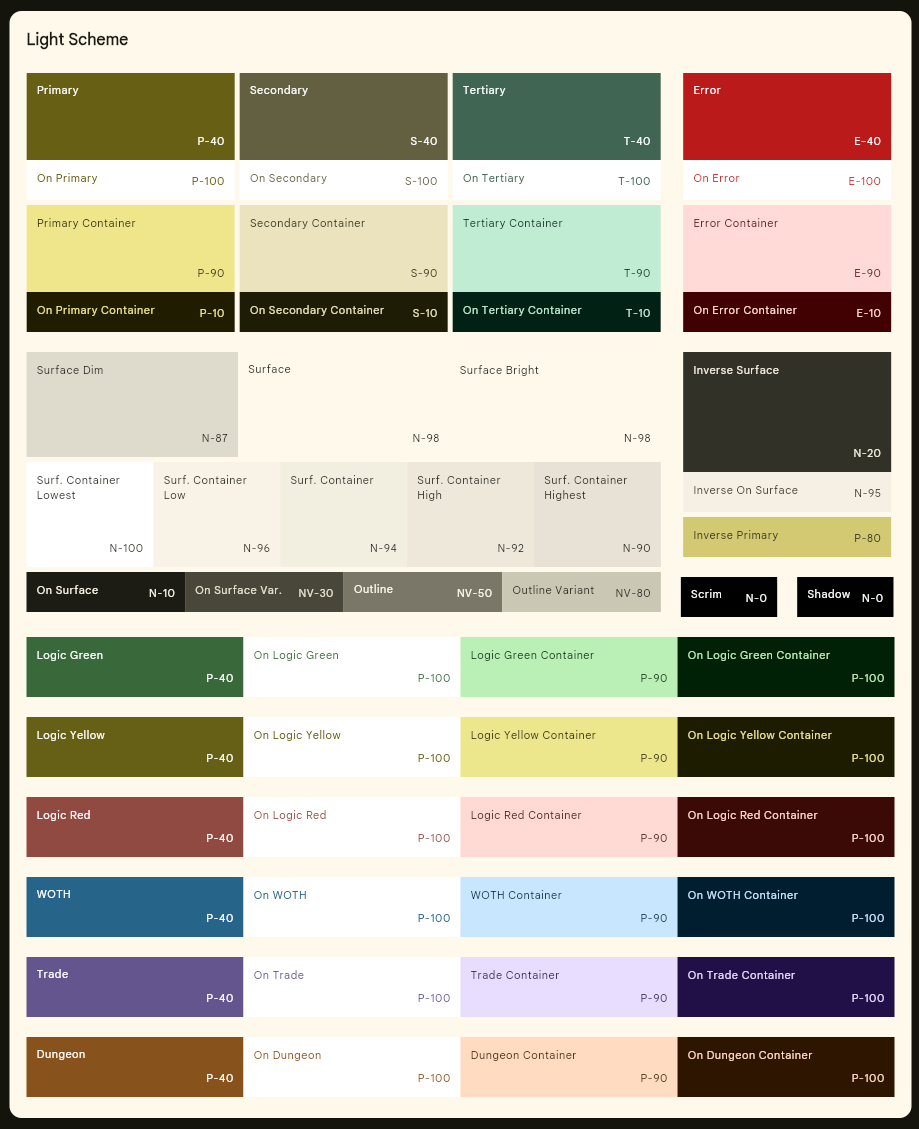 Light Scheme
Primary
P-40
Secondary
S-40
Tertiary
T-40
Error
E-40
On Primary
P-100
On Secondary
S-100
On Tertiary
T-100
On Error
E-100
Primary Container
P-90
Secondary Container
S-90
Tertiary Container
T-90
Error Container
E-90
On Primary Container
P-10
On Secondary Container
S-10
On Tertiary Container
T-10
On Error Container
E-10
Surface Dim
N-87
Surface
N-98
Surface Bright
N-98
Inverse Surface
N-20
Surf. Container
Lowest
N-100
Surf. Container
Low
N-96
Surf. Container
N-94
Surf. Container
High
N-92
Surf. Container
Highest
N-90
Inverse On Surface
N-95
Inverse Primary
P-80
On Surface
N-10
On Surface Var.
NV-30
Outline
NV-50
Outline Variant
NV-80
Scrim
N-0
Shadow
N-0
Logic Green
P-40
On Logic Green
P-100
Logic Green Container
P-90
On Logic Green Container
P-100
Logic Yellow
P-40
On Logic Yellow
P-100
Logic Yellow Container
P-90
On Logic Yellow Container
P-100
Logic Red
P-40
On Logic Red
P-100
Logic Red Container
P-90
On Logic Red Container
P-100
WOTH
P-40
On WOTH
P-100
WOTH Container
P-90
On WOTH Container
P-100
Trade
P-40
On Trade
P-100
Trade Container
P-90
On Trade Container
P-100
Dungeon
P-40
On Dungeon
P-100
Dungeon Container
P-90
On Dungeon Container
P-100